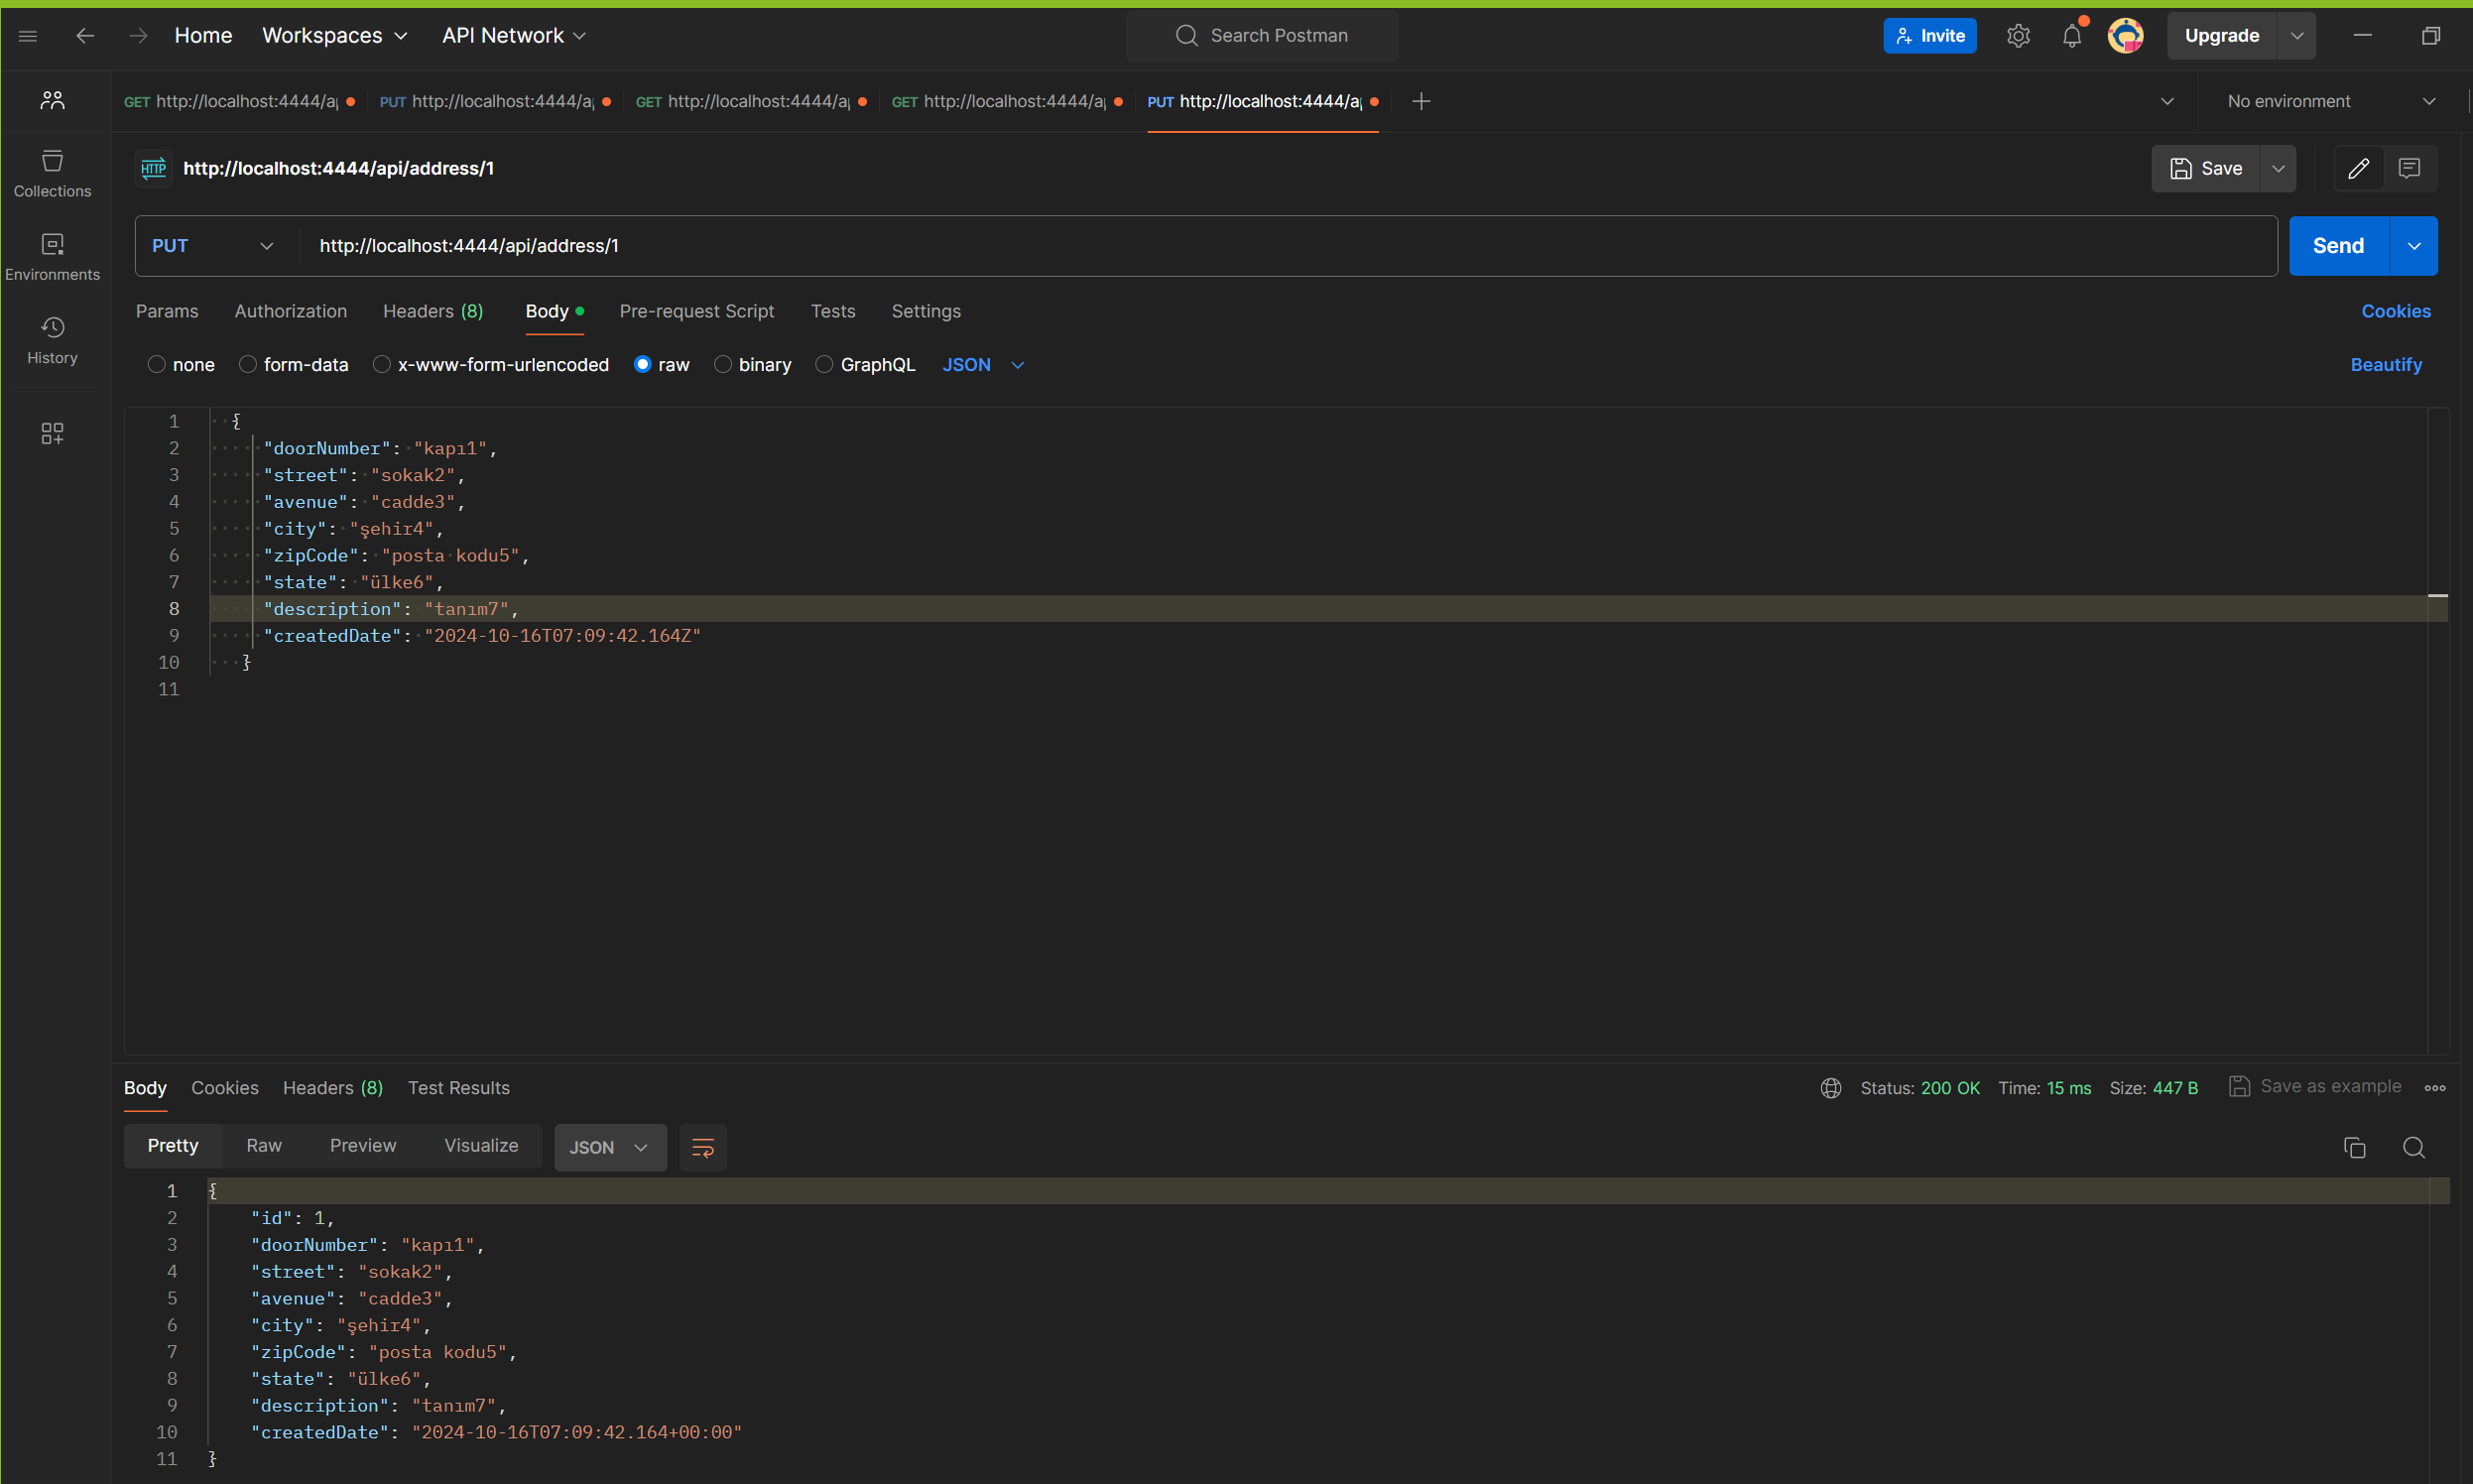 Home Workspaces API Network Search Postman Invite Upgrade
GET http://localhost:4444/a PUT http://localhost:4444/a GET http://localhost:4444/a GET http://localhost:4444/a PUT http://localhost:4444/a No environment
HTTP http://localhost:4444/api/address/1 Save
Collections
PUT http://localhost:4444/api/address/1 Send
Environments
Params Authorization Headers (8) Body Pre-request Script Tests Settings Cookies
History
none form-data x-www-form-urlencoded raw binary GraphQL JSON Beautify
1 {
2 "doorNumber": "kapı1",
3 "street": "sokak2",
4 "avenue": "cadde3",
5 "city": "şehir4",
6 "zipCode": "posta kodu5",
7 "state": "ülke6",
8 "description": "tanım7",
9 "createdDate": "2024-10-16T07:09:42.164Z"
10 }
11
Body Cookies Headers (8) Test Results Status: 200 OK Time: 15 ms Size: 447 B Save as example
Pretty Raw Preview Visualize JSON
1 {
2 "id": 1,
3 "doorNumber": "kapı1",
4 "street": "sokak2",
5 "avenue": "cadde3",
6 "city": "şehir4",
7 "zipCode": "posta kodu5",
8 "state": "ülke6",
9 "description": "tanım7",
10 "createdDate": "2024-10-16T07:09:42.164+00:00"
11 }